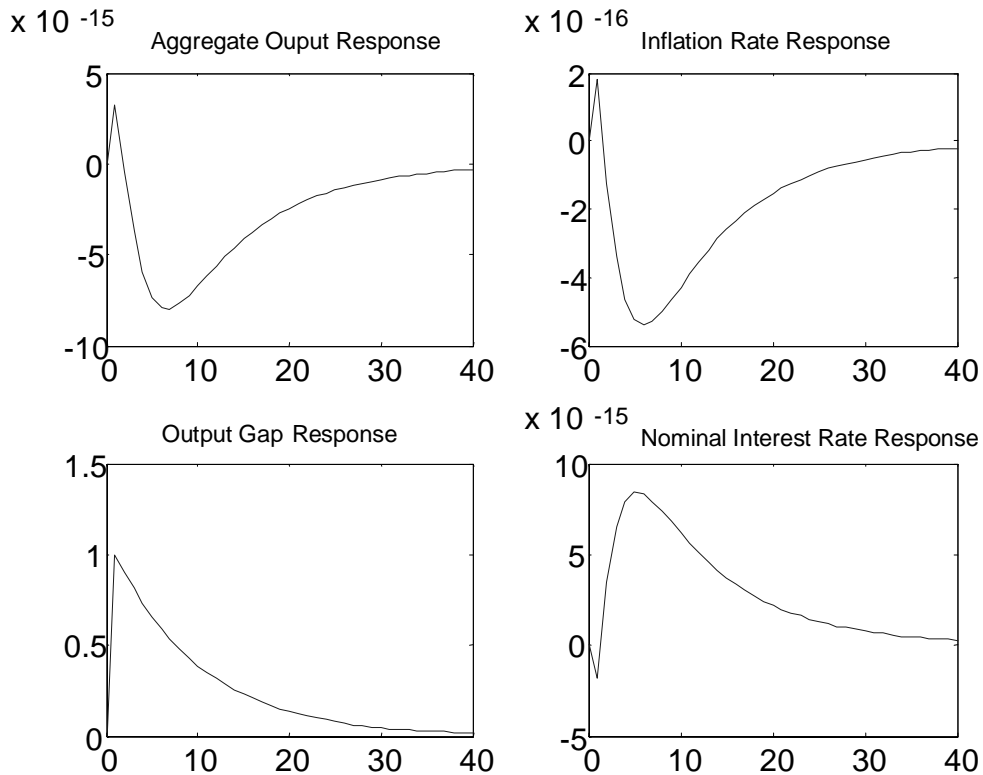 x 10 -15
Aggregate Ouput Response
5
0
-5
-10
0 10 20 30 40
x 10 -16
Inflation Rate Response
2
0
-2
-4
-6
0 10 20 30 40
Output Gap Response
1.5
1
0.5
0
0 10 20 30 40
x 10 -15
Nominal Interest Rate Response
10
5
0
-5
0 10 20 30 40